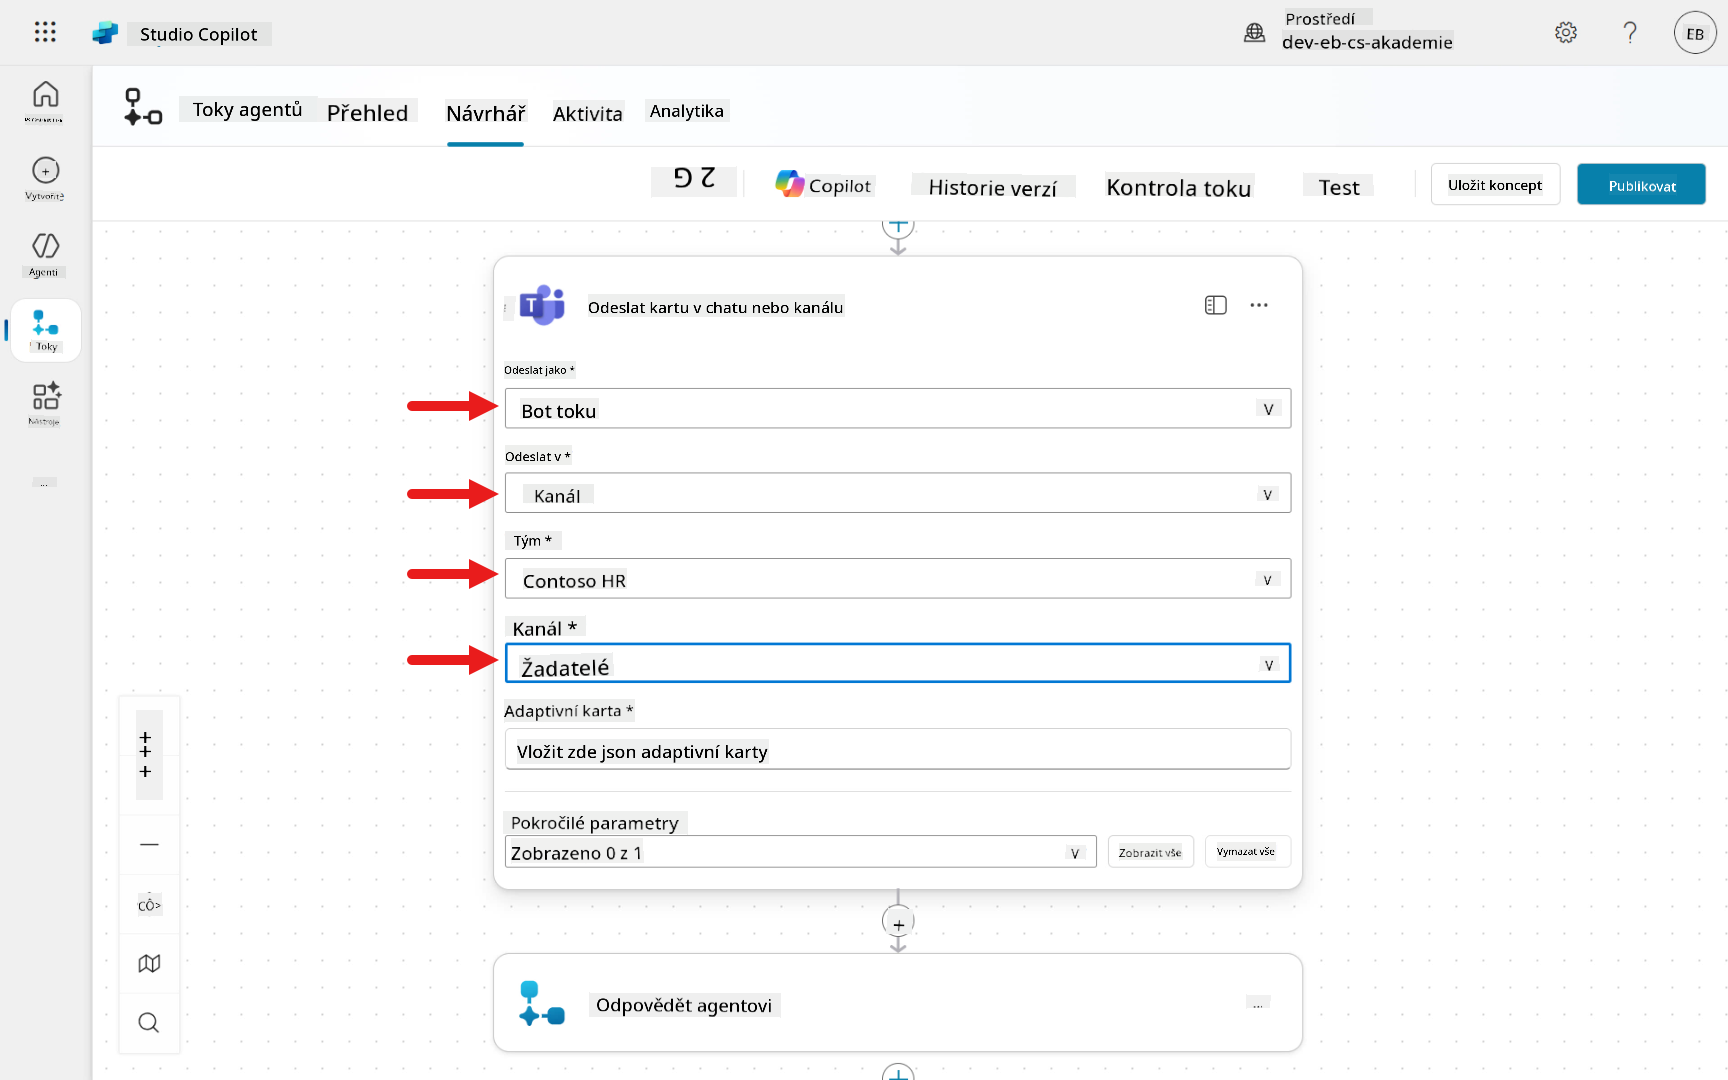 Studio Copilot
Prostředí
dev-eb-cs-akademie
EB
Toky agentů
Přehled
Návrhář
Aktivita
Analytika
Copilot
Historie verzí
Kontrola toku
Test
Uložit koncept
Publikovat
Vytvořité
Agenti
Toky
Nástroje
...
Odeslat kartu v chatu nebo kanálu
Odeslat jako *
Bot toku
Odeslat v *
Kanál
Tým *
Contoso HR
Kanál *
Žadatelé
Adaptivní karta *
Vložit zde json adaptivní karty
Pokročilé parametry
Zobrazeno 0 z 1
Zobrazit vše
Vymazat vše
Odpovědět agentovi
...